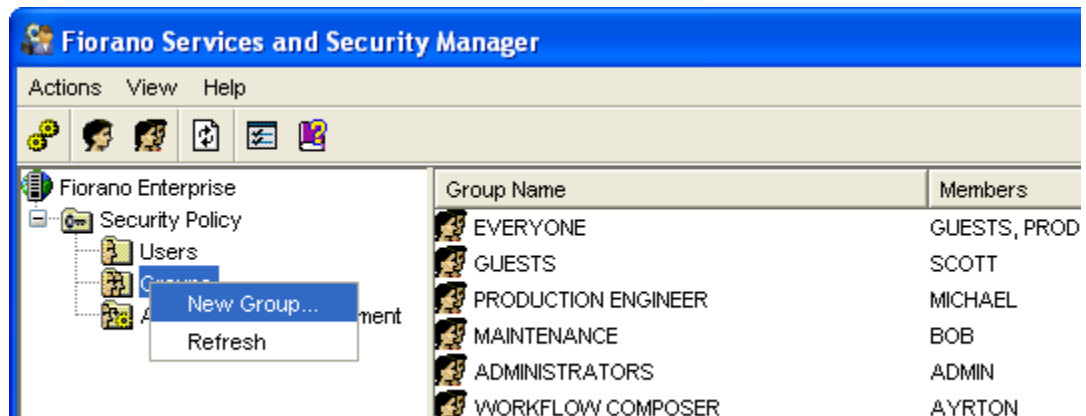 Fiorano Services and Security Manager
Actions View Help
Fiorano Enterprise
Security Policy
Users
New Group...
Refresh
Group Name Members
EVERYONE GUESTS, PROD
GUESTS SCOTT
PRODUCTION ENGINEER MICHAEL
MAINTENANCE BOB
ADMINISTRATORS ADMIN
WORKFLOW COMPOSER AYRTON